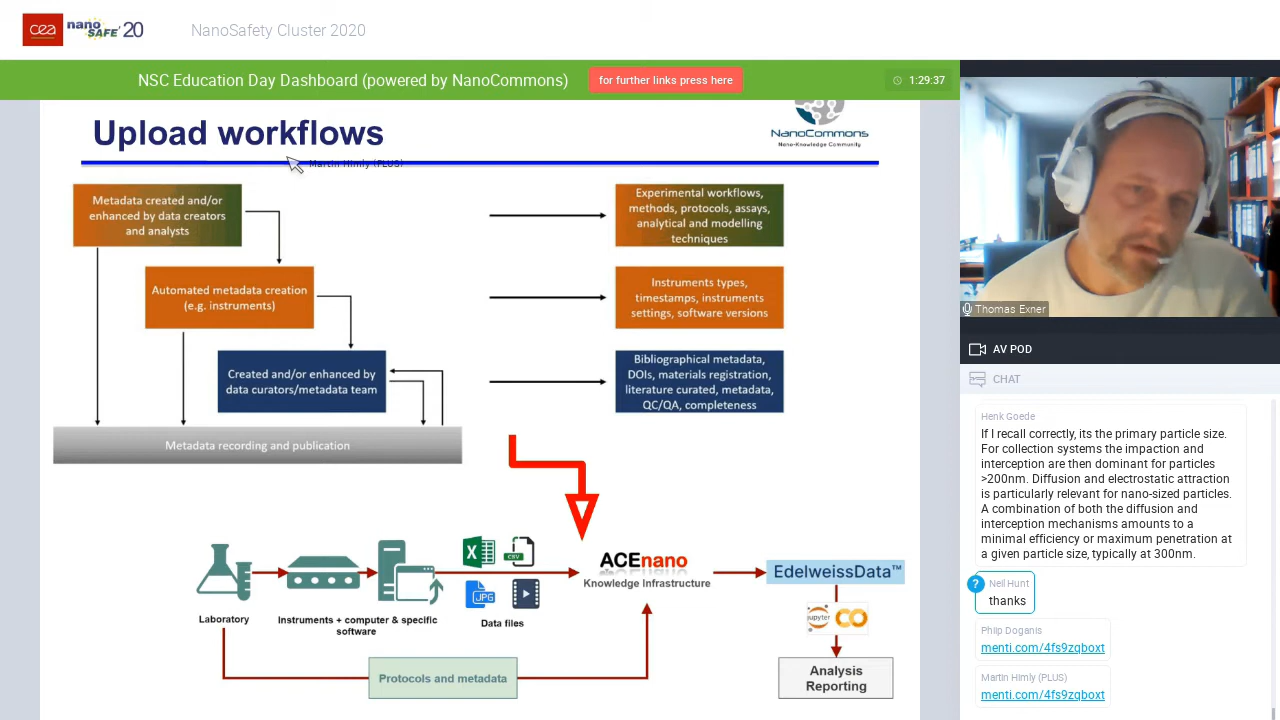 cea
nano
SAFE' 20
NanoSafety Cluster 2020
NSC Education Day Dashboard (powered by NanoCommons)
for further links press here
1:29:37
Upload workflows
NanoCommons
Nano-Knowledge Community
Martin Himly (PLUS)
Metadata created and/or
enhanced by data creators
and analysts
Experimental workflows,
methods, protocols, assays,
analytical and modelling
techniques
Automated metadata creation
(e.g. instruments)
Instruments types,
timestamps, instruments
settings, software versions
Created and/or enhanced by
data curators/metadata team
Bibliographical metadata,
DOIs, materials registration,
literature curated, metadata,
QC/QA, completeness
Metadata recording and publication
Laboratory
Instruments + computer & specific
software
CSV
JPG
Data files
ACEnano
Knowledge Infrastructure
EdelweissData™
jupyter
Protocols and metadata
Analysis
Reporting
Thomas Exner
AV POD
CHAT
Henk Goede
If I recall correctly, its the primary particle size.
For collection systems the impaction and
interception are then dominant for particles
>200nm. Diffusion and electrostatic attraction
is particularly relevant for nano-sized particles.
A combination of both the diffusion and
interception mechanisms amounts to a
minimal efficiency or maximum penetration at
a given particle size, typically at 300nm.
?
Neil Hunt
thanks
Philip Doganis
menti.com/4fs9zqboxt
Martin Himly (PLUS)
menti.com/4fs9zqboxt